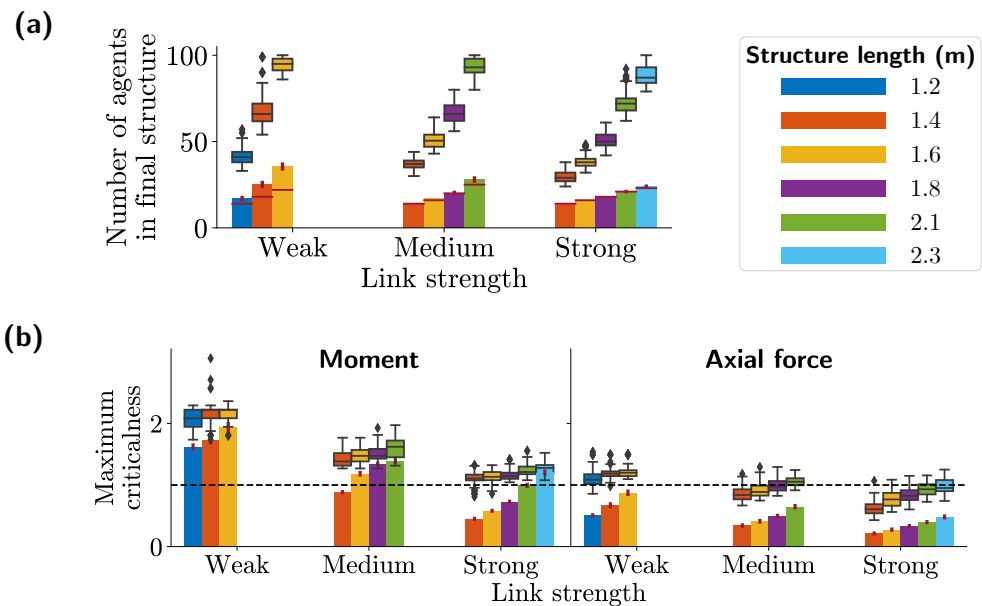 (a)
Number of agents
in final structure
100
50
0
Weak
Medium
Strong
Link strength
Structure length (m)
1.2
1.4
1.6
1.8
2.1
2.3
(b)
Moment
Axial force
Maximum
criticalness
2
0
Weak
Medium
Strong
Weak
Medium
Strong
Link strength